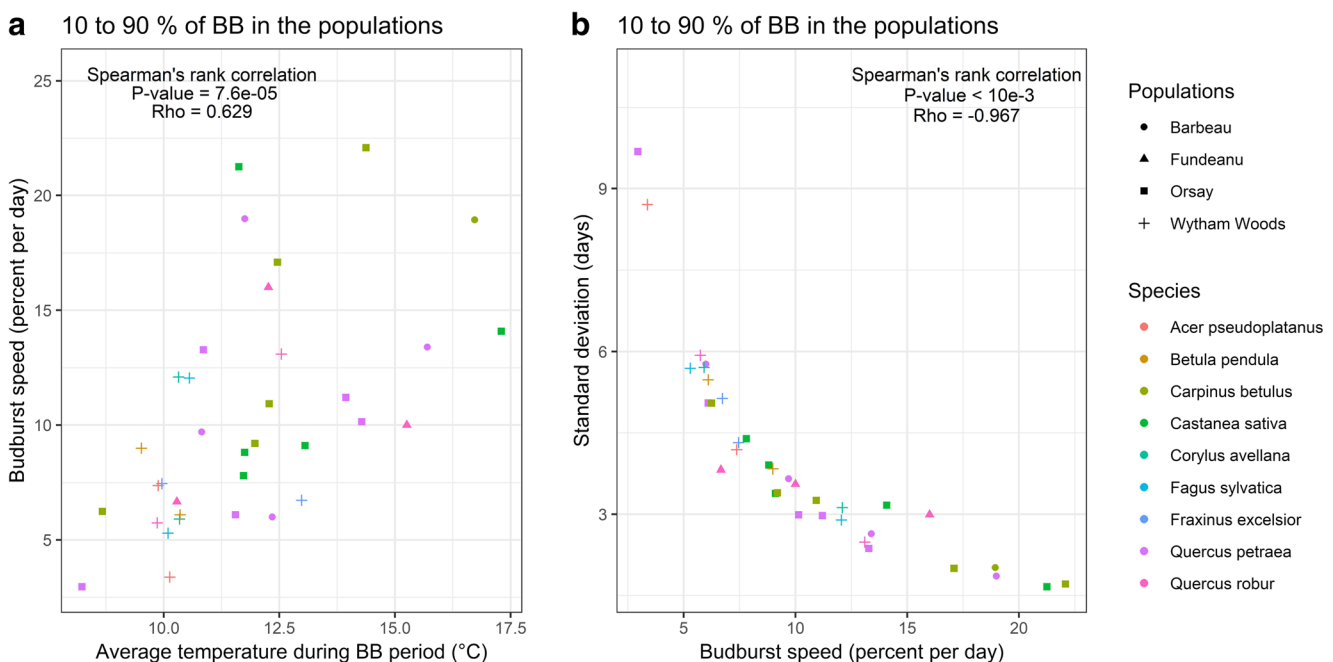 a 10 to 90 % of BB in the populations
Spearman's rank correlation
P-value = 7.6e-05
Rho = 0.629
25
20
15
10
5
Budburst speed (percent per day)
10.0 12.5 15.0 17.5
Average temperature during BB period (°C)
b 10 to 90 % of BB in the populations
Spearman's rank correlation
P-value < 10e-3
Rho = -0.967
9
6
3
Standard deviation (days)
5 10 15 20
Budburst speed (percent per day)
Populations
Barbeau
Fundeanu
Orsay
Wytham Woods
Species
Acer pseudoplatanus
Betula pendula
Carpinus betulus
Castanea sativa
Corylus avellana
Fagus sylvatica
Fraxinus excelsior
Quercus petraea
Quercus robur